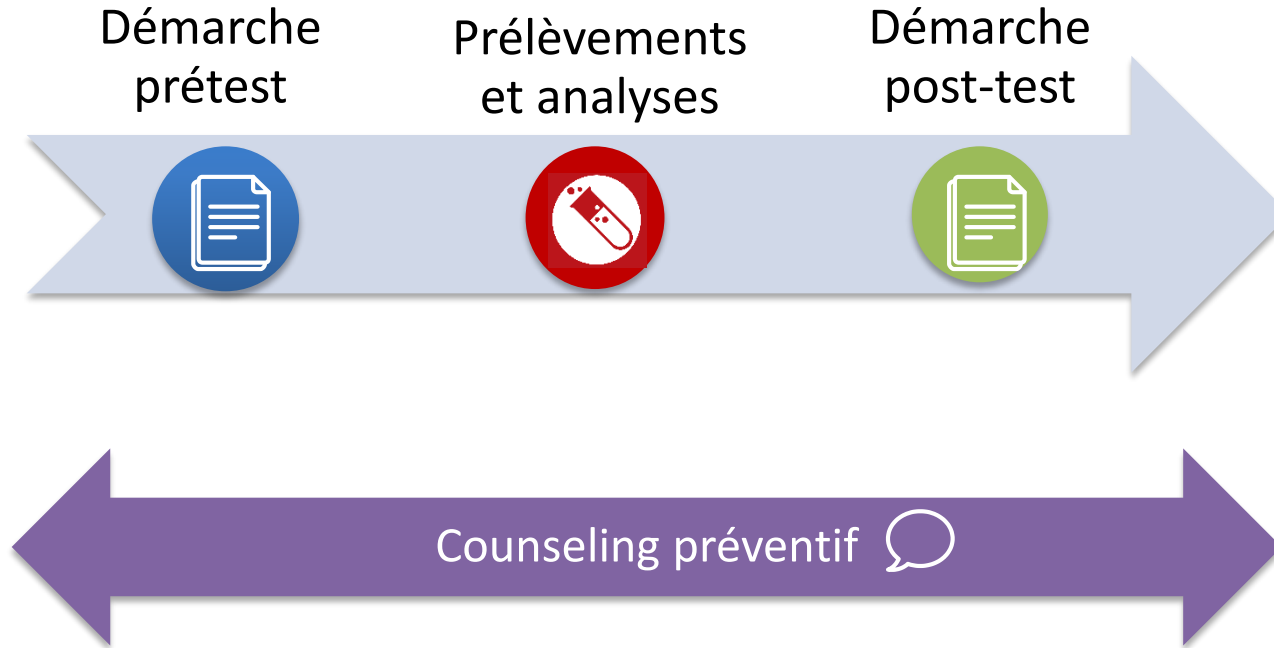 Démarche
prétest
Prélèvements
et analyses
Démarche
post-test
Counseling préventif